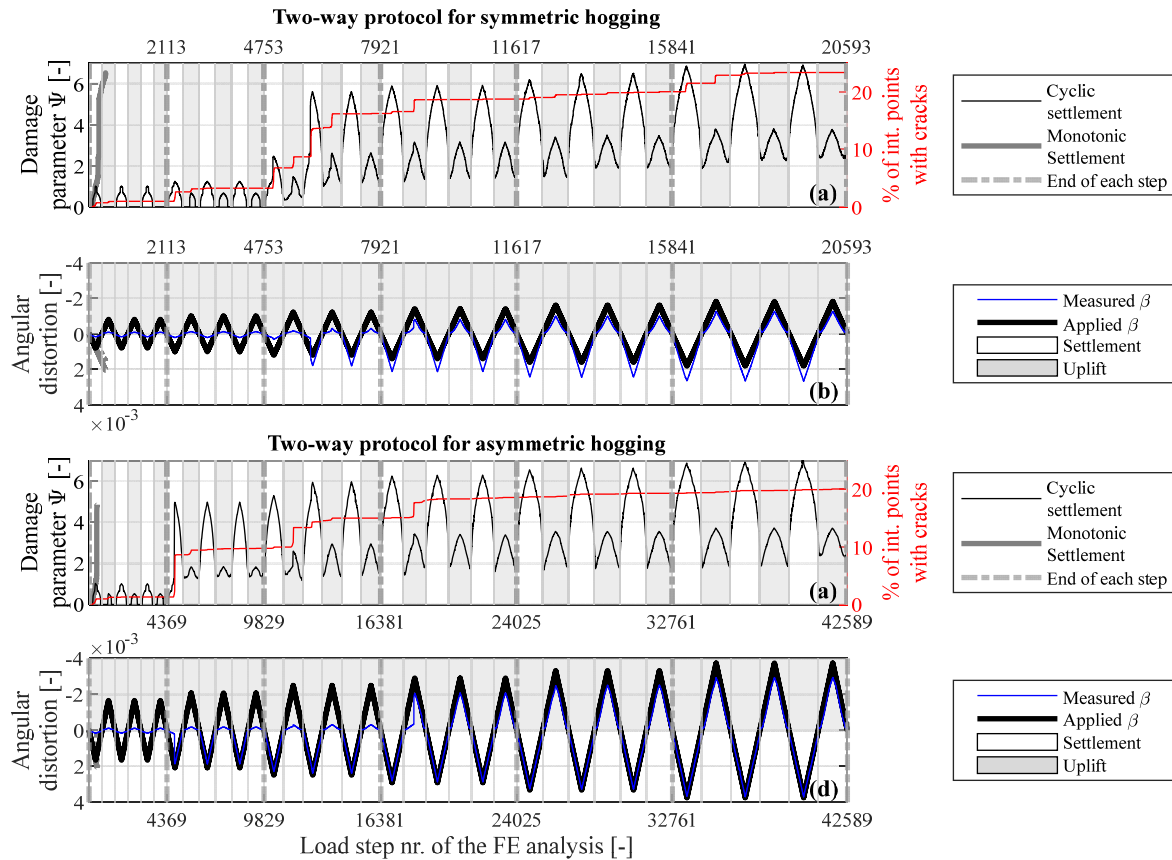 Two-way protocol for symmetric hogging
2113 4753 7921 11617 15841 20593
Damage
parameter Ψ [-]
6
4
2
0
20
10
0
% of int. points
with cracks
(a)
Cyclic
settlement
Monotonic
Settlement
End of each step
2113 4753 7921 11617 15841 20593
Angular
distortion [-]
-4
-2
0
2
4
×10-3
(b)
Measured β
Applied β
Settlement
Uplift
Two-way protocol for asymmetric hogging
Damage
parameter Ψ [-]
6
4
2
0
20
10
0
% of int. points
with cracks
(a)
4369 9829 16381 24025 32761 42589
Cyclic
settlement
Monotonic
Settlement
End of each step
×10-3
Angular
distortion [-]
-4
-2
0
2
4
(d)
4369 9829 16381 24025 32761 42589
Load step nr. of the FE analysis [-]
Measured β
Applied β
Settlement
Uplift